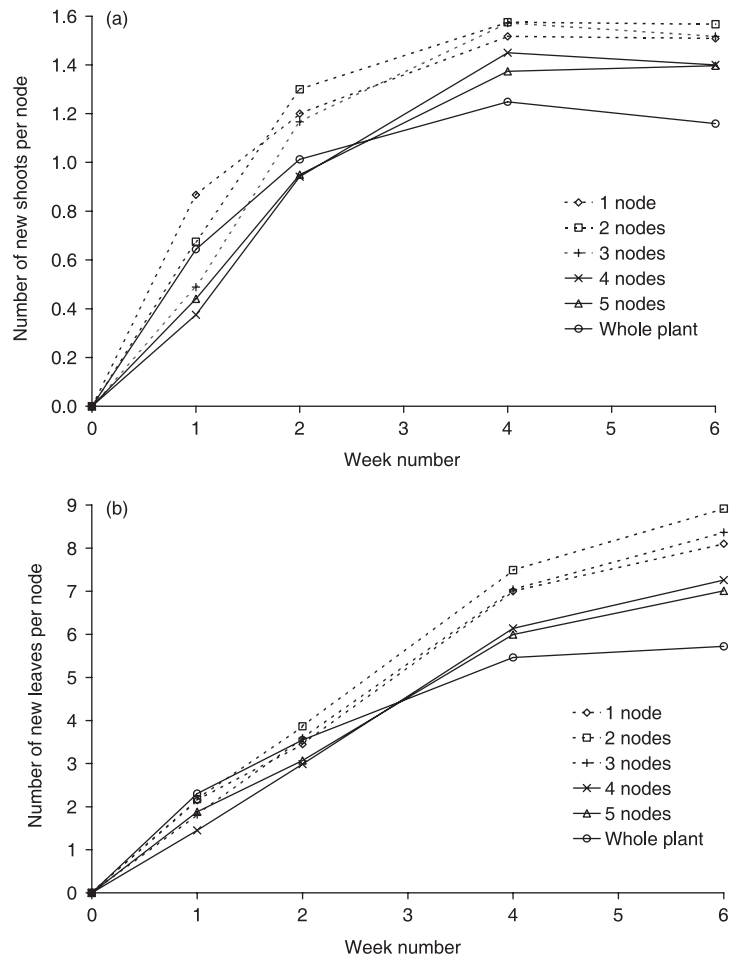 (a)
Number of new shoots per node
1.6
1.4
1.2
1.0
0.8
0.6
0.4
0.2
0.0
1 node
2 nodes
3 nodes
4 nodes
5 nodes
Whole plant
0 1 2 3 4 5 6
Week number
(b)
Number of new leaves per node
9
8
7
6
5
4
3
2
1
0
1 node
2 nodes
3 nodes
4 nodes
5 nodes
Whole plant
0 1 2 3 4 5 6
Week number